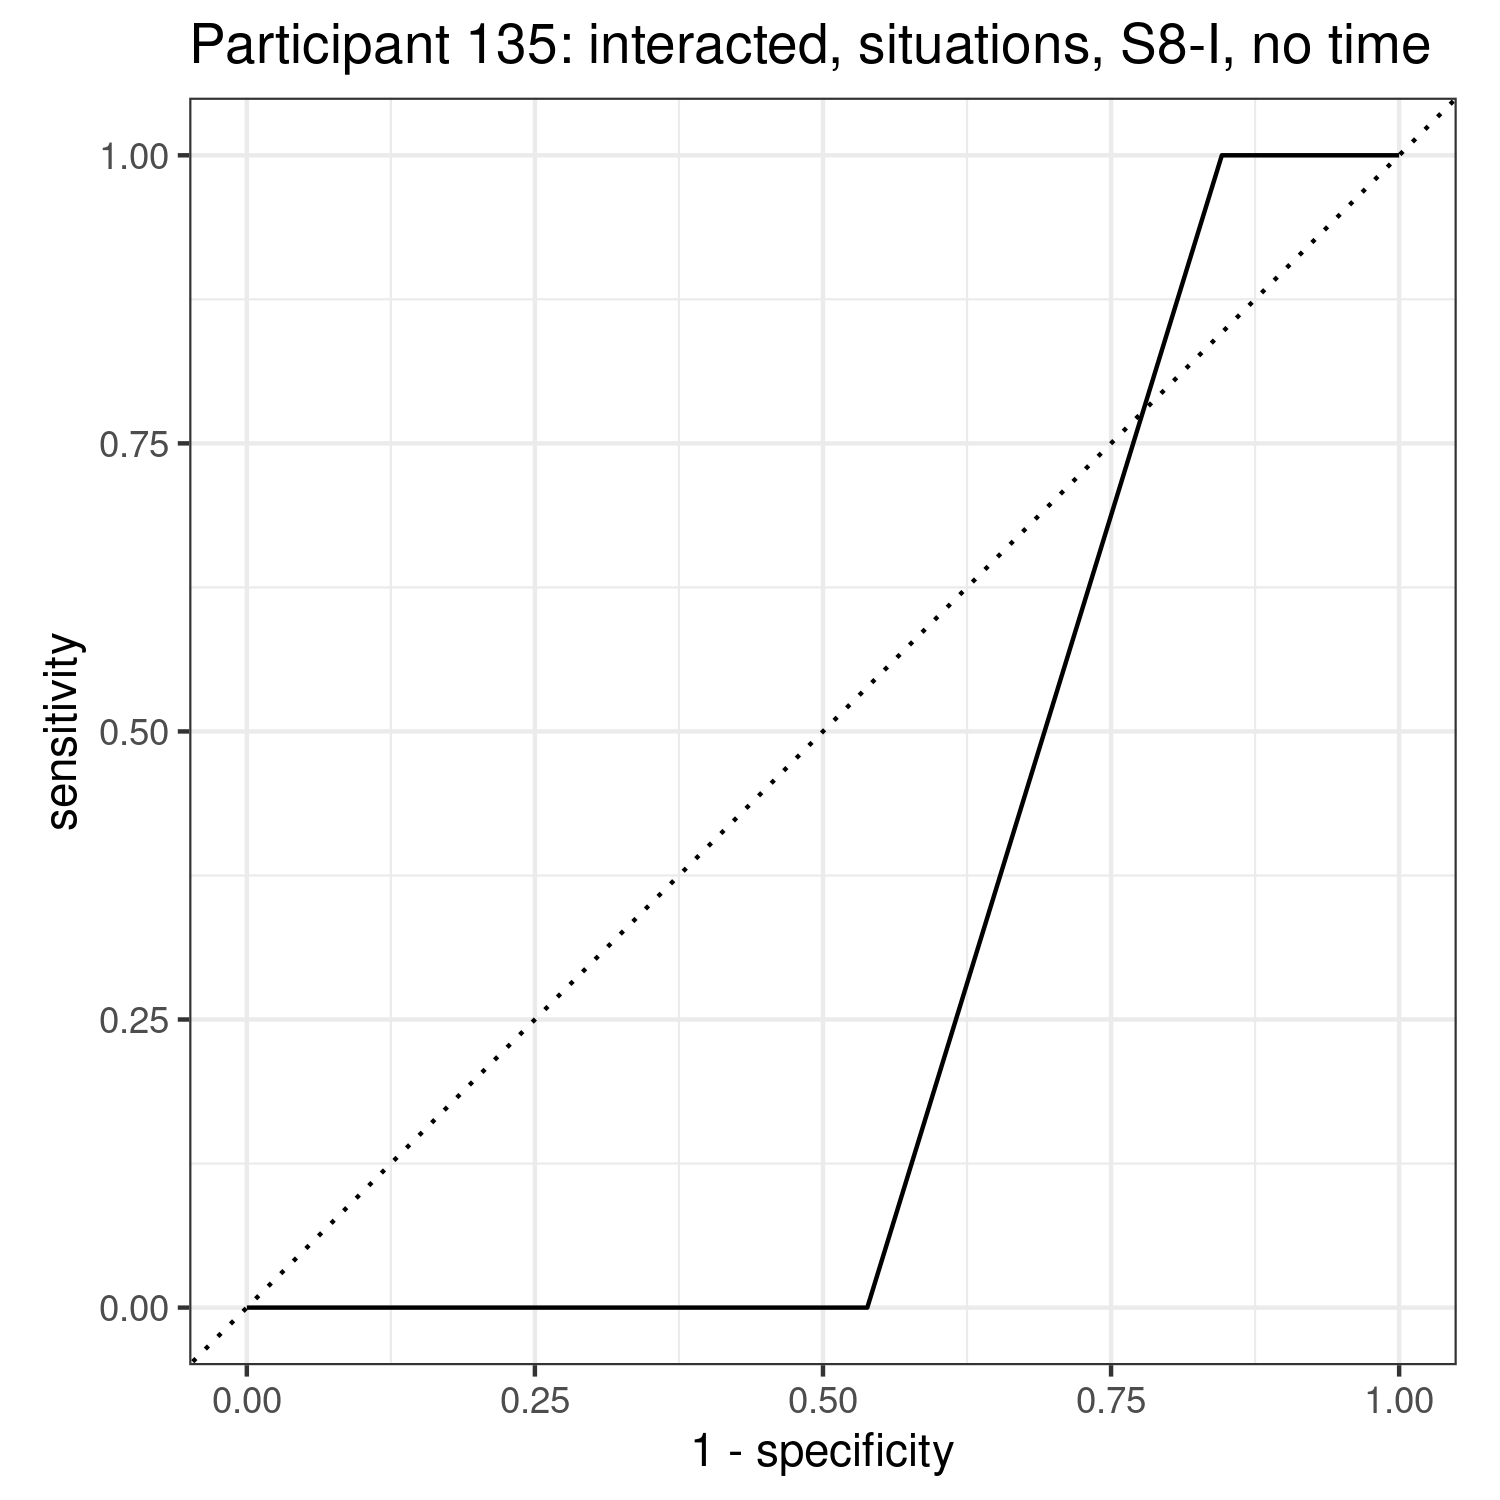 Participant 135: interacted, situations, S8-I, no time
1.00
0.75
0.50
0.25
0.00
sensitivity
0.00 0.25 0.50 0.75 1.00
1 - specificity